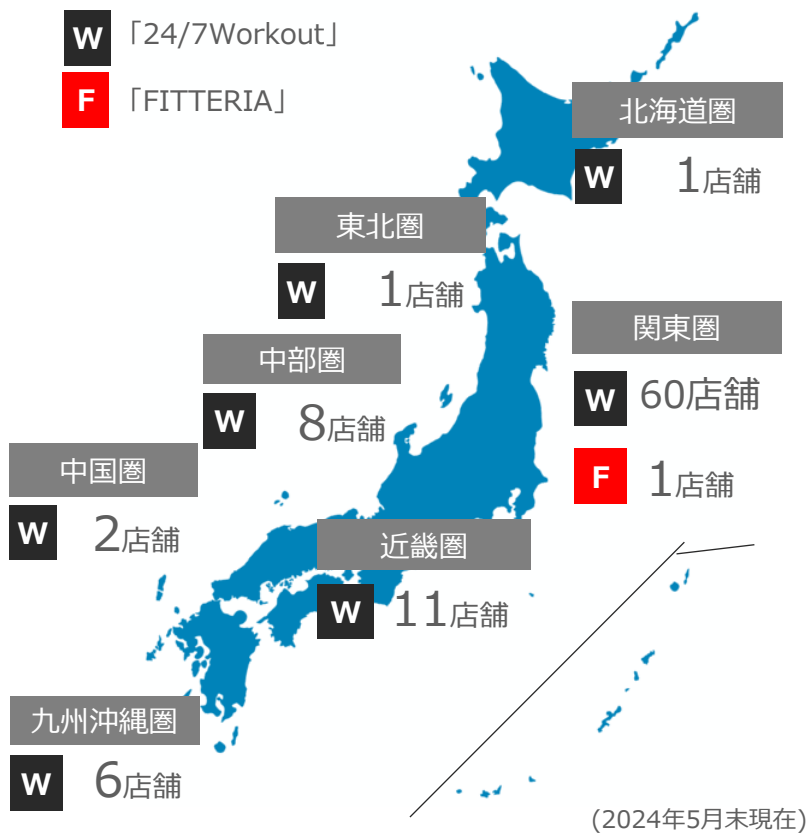 W 「24/7Workout」
F 「FITTERIA」
北海道圏
W 1店舗
東北圏
W 1店舗
関東圏
W 60店舗
F 1店舗
中部圏
W 8店舗
中国圏
W 2店舗
近畿圏
W 11店舗
九州沖縄圏
W 6店舗
(2024年5月末現在)